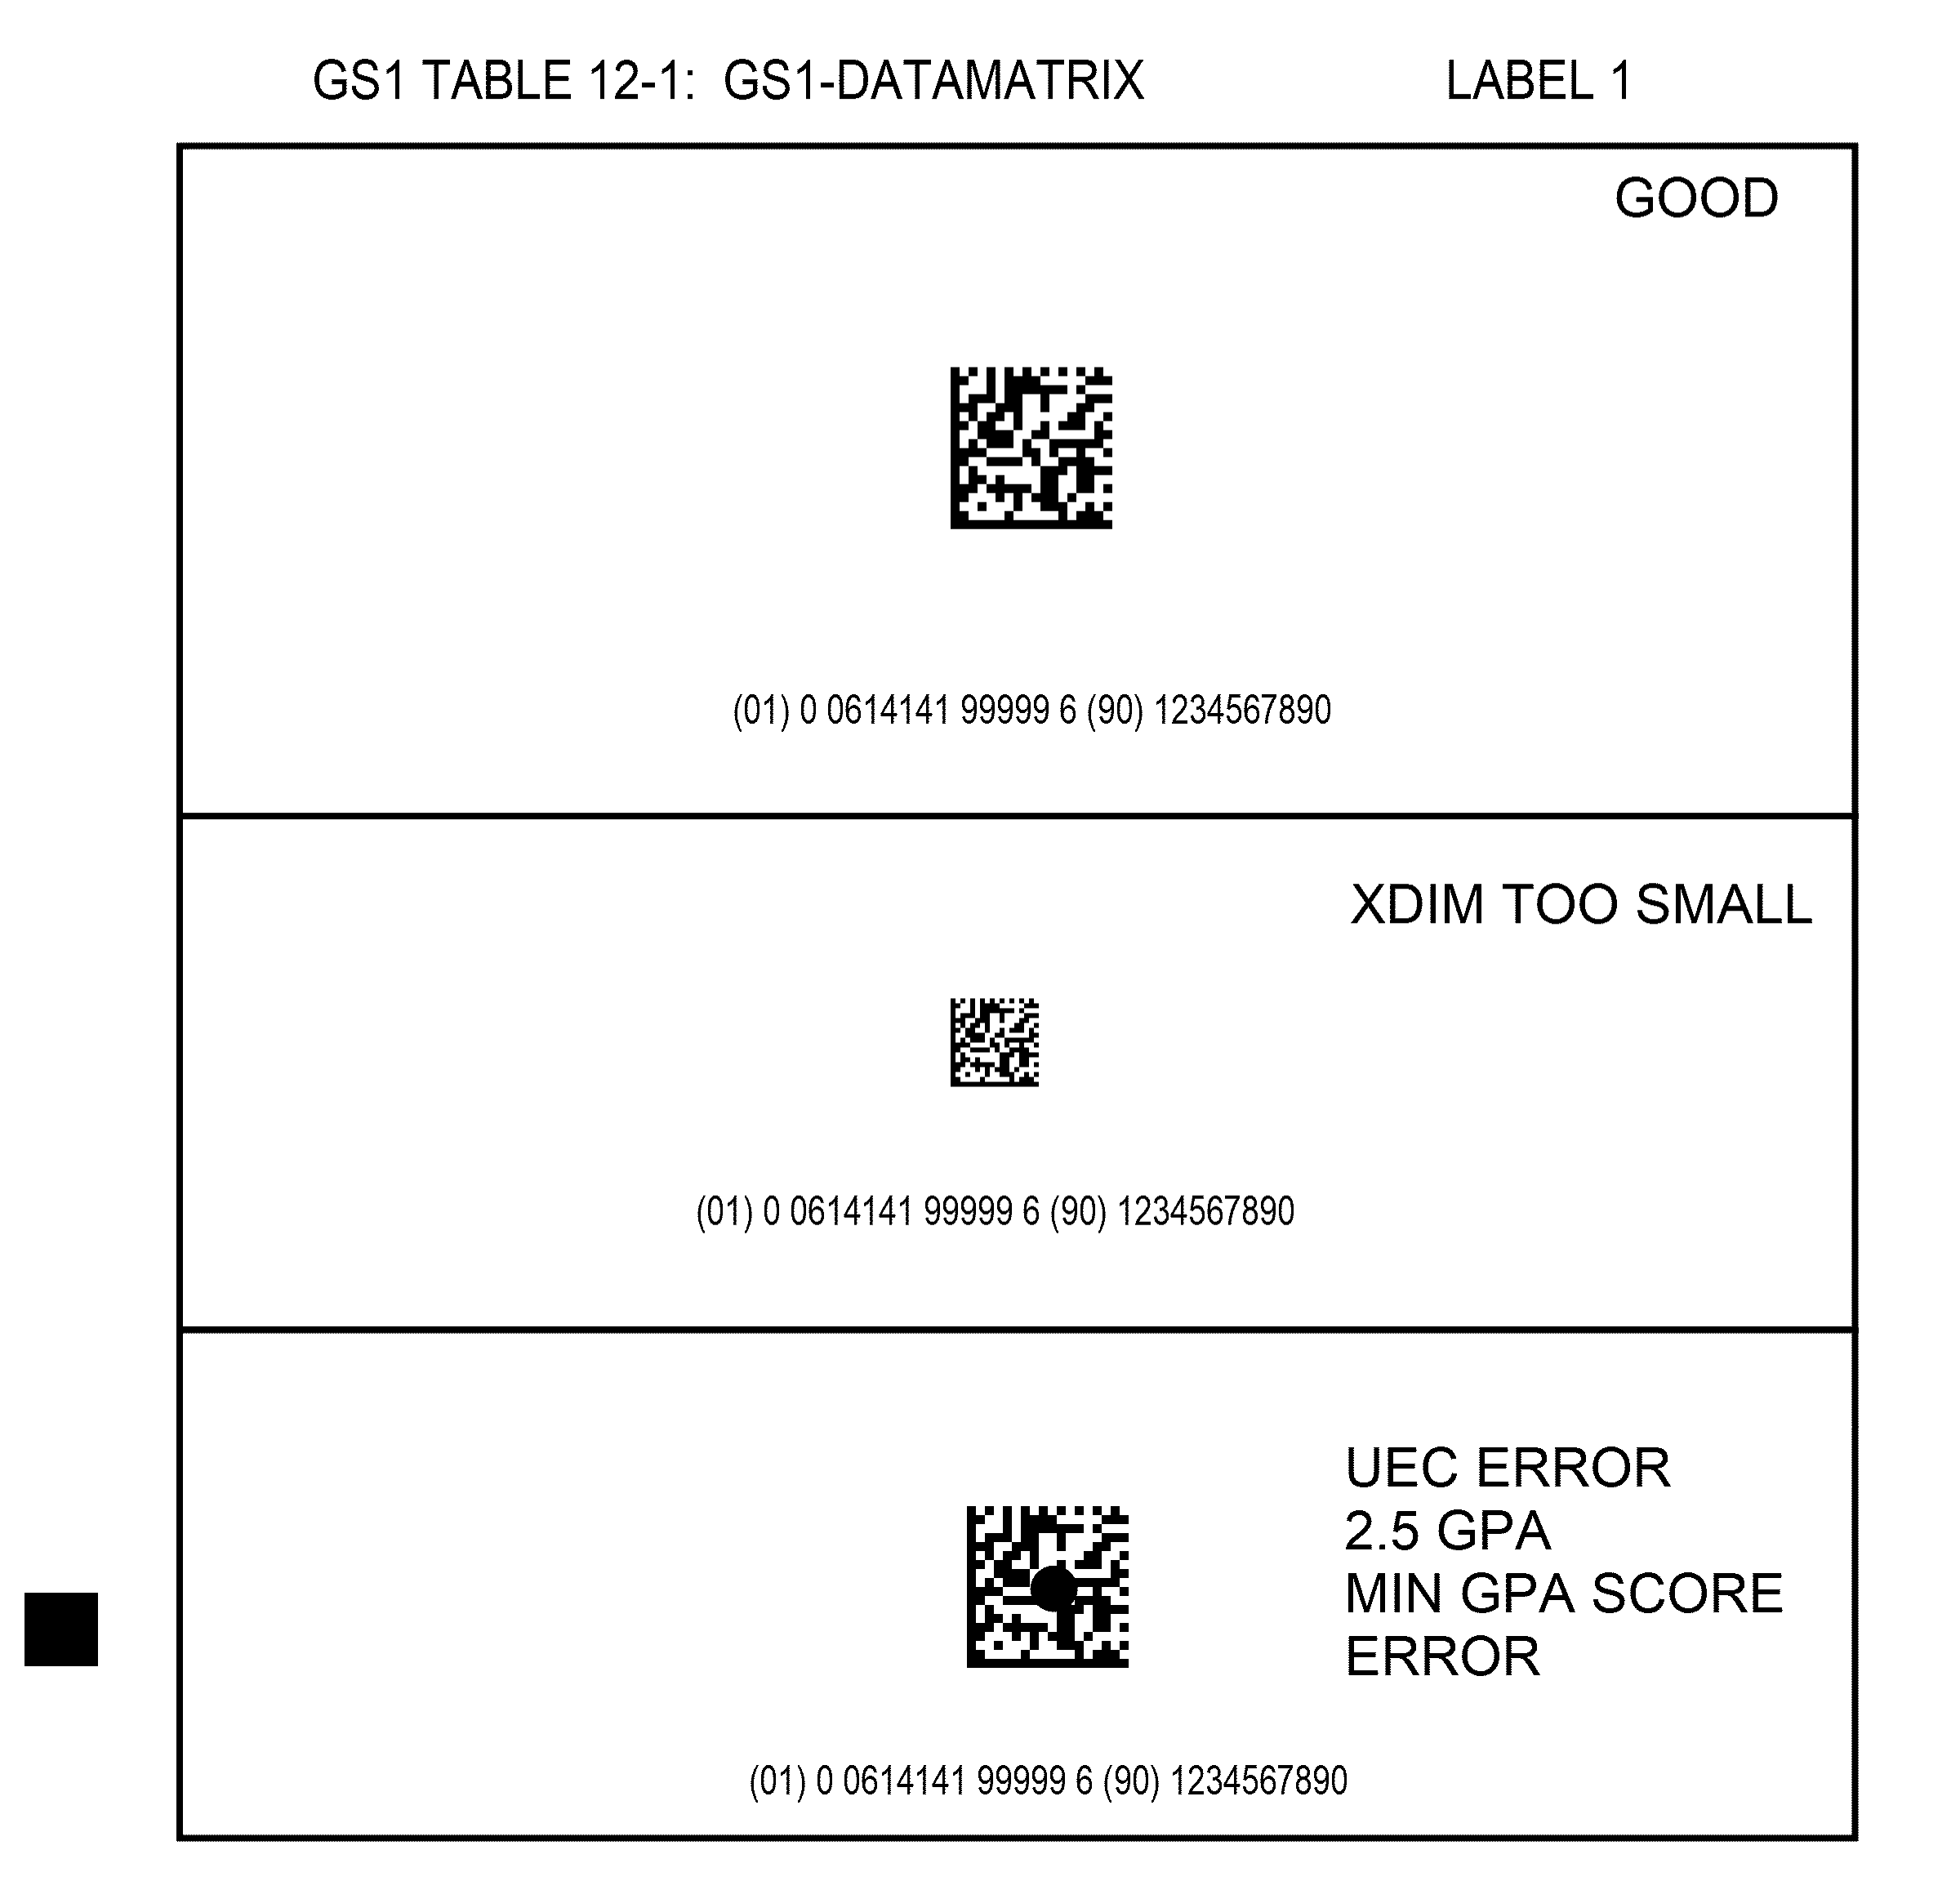 GS1 TABLE 12-1: GS1-DATAMATRIX LABEL 1
GOOD
(01) 0 0614141 99999 6 (90) 1234567890
XDIM TOO SMALL
(01) 0 0614141 99999 6 (90) 1234567890
UEC ERROR
2.5 GPA
MIN GPA SCORE
ERROR
(01) 0 0614141 99999 6 (90) 1234567890